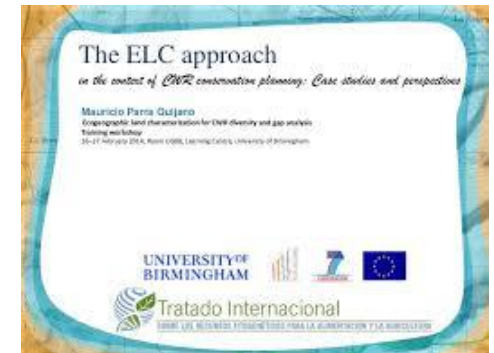 The ELC approach
in the context of CWR conservation planning: Case studies and perspectives
Mauricio Parra Quijano
Ecogeographic land characterization for CWR diversity and gap analysis
Training workshop
University of Birmingham
UNIVERSITYOF
BIRMINGHAM
7
Tratado Internacional
SOBRE LOS RECURSOS FITOGENÉTICOS PARA LA ALIMENTACIÓN Y LA AGRICULTURA